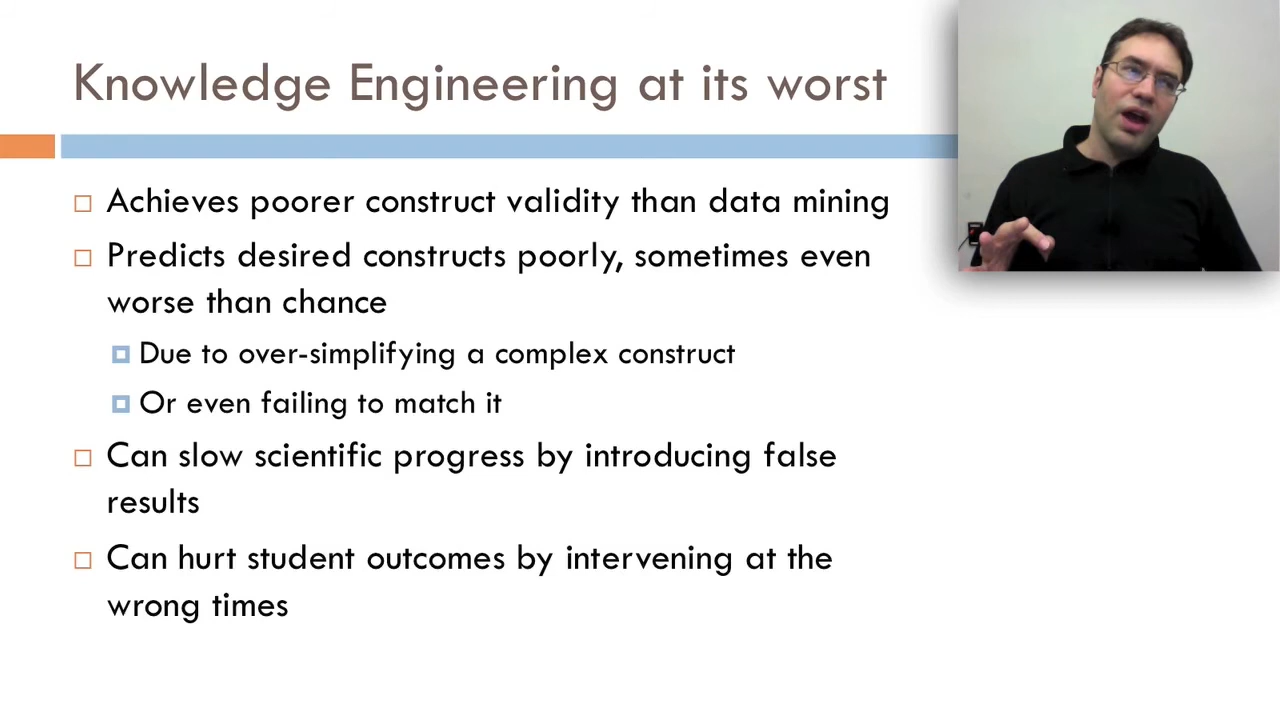 Knowledge Engineering at its worst
Achieves poorer construct validity than data mining
Predicts desired constructs poorly, sometimes even
worse than chance
Due to over-simplifying a complex construct
Or even failing to match it
Can slow scientific progress by introducing false
results
Can hurt student outcomes by intervening at the
wrong times